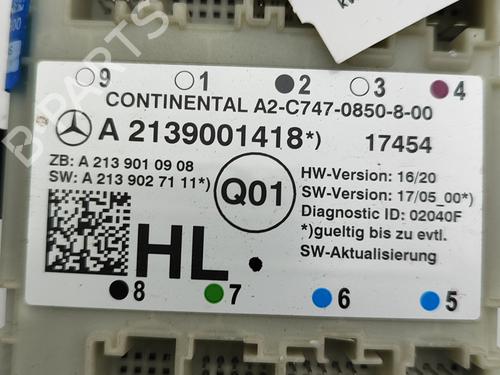 9 1 2 3 4
CONTINENTAL A2-C747-0850-8-00
A 2139001418*) 17454
ZB: A 213 901 09 08
SW: A 213 902 71 11*)
Q01
HW-Version: 16/20
SW-Version: 17/05_00*)
Diagnostic ID: 02040F
*)gueltig bis zu evtl.
SW-Aktualisierung
HL
8 7 6 5
B-PARTS